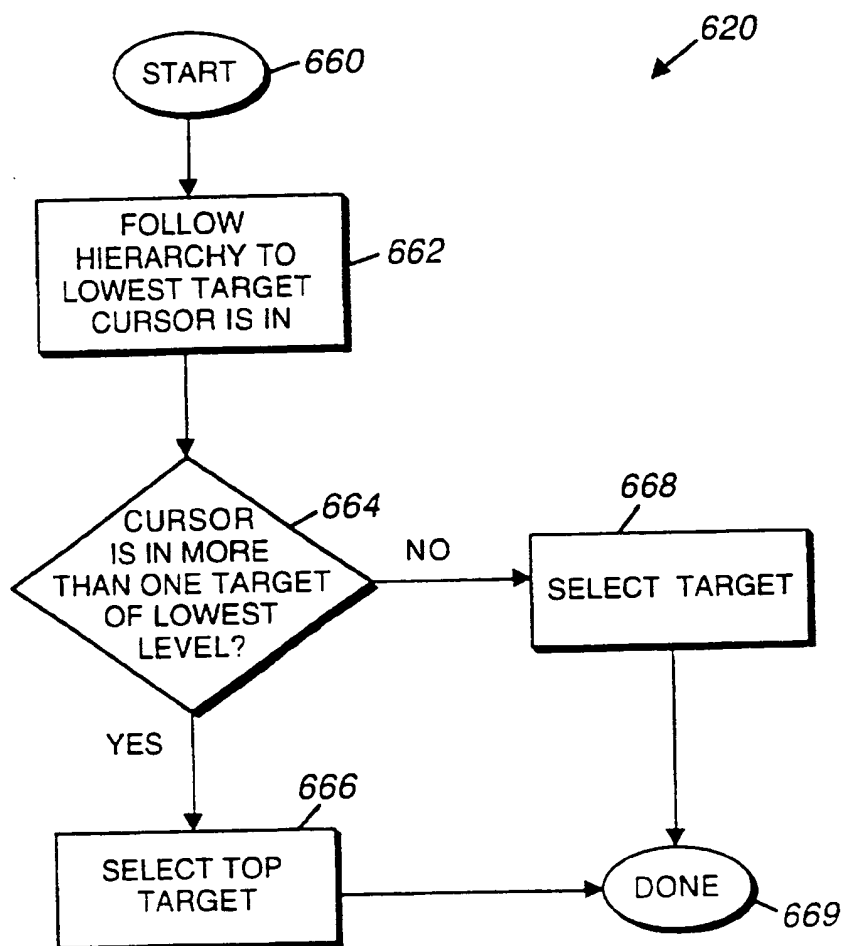 620
START
660
FOLLOW
HIERARCHY TO
LOWEST TARGET
CURSOR IS IN
662
CURSOR
IS IN MORE
THAN ONE TARGET
OF LOWEST
LEVEL?
664
NO
668
SELECT TARGET
YES
666
SELECT TOP
TARGET
DONE
669